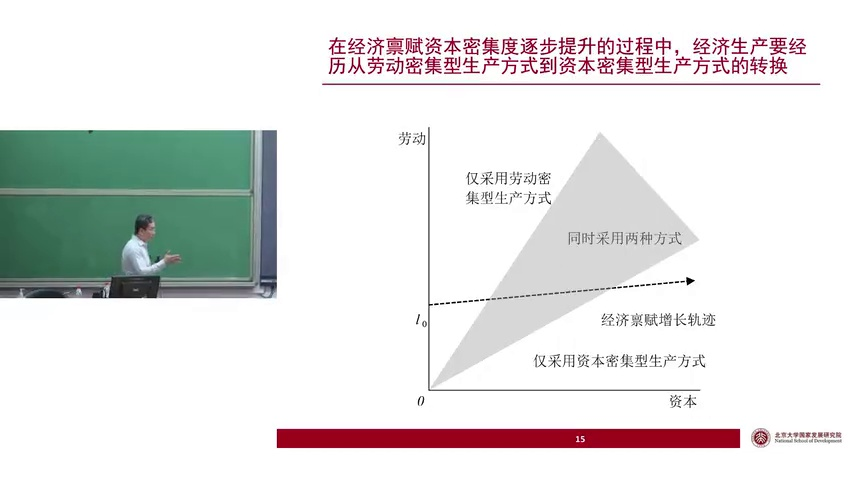 在经济禀赋资本密集度逐步提升的过程中，经济生产要经
历从劳动密集型生产方式到资本密集型生产方式的转换
劳动
仅采用劳动密
集型生产方式
同时采用两种方式
l0
经济禀赋增长轨迹
仅采用资本密集型生产方式
0
资本
15
北京大学国家发展研究院
National School of Development